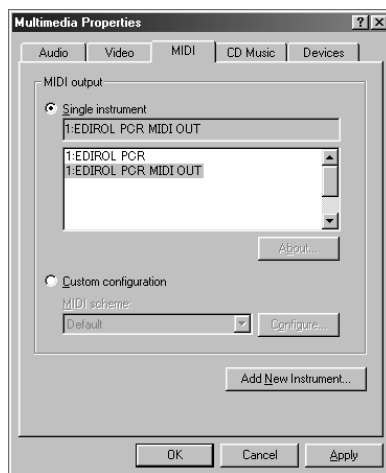 Multimedia Properties
Audio
Video
MIDI
CD Music
Devices
MIDI output
Single instrument
1:EDIROL PCR MIDI OUT
1:EDIROL PCR
1:EDIROL PCR MIDI OUT
About...
Custom configuration
MIDI scheme:
Default
Configure...
Add New Instrument...
OK
Cancel
Apply